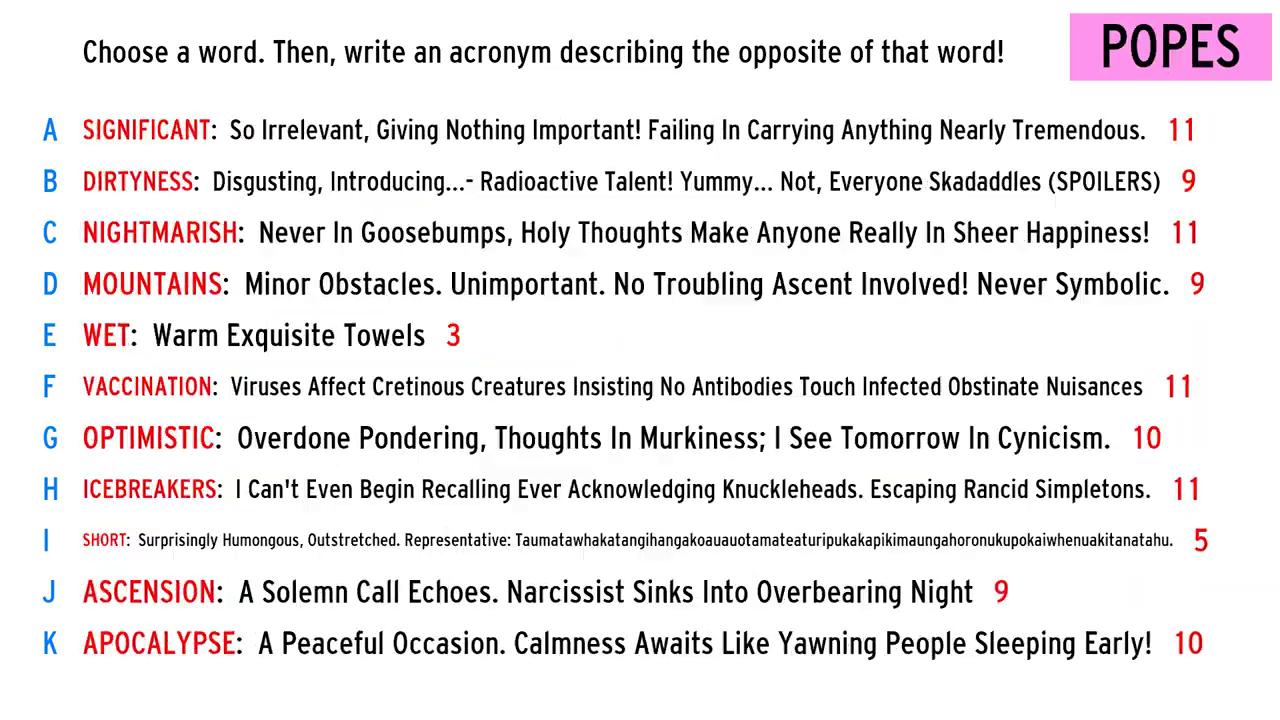 Choose a word. Then, write an acronym describing the opposite of that word!
POPES
A SIGNIFICANT: So Irrelevant, Giving Nothing Important! Failing In Carrying Anything Nearly Tremendous. 11
B DIRTYNESS: Disgusting, Introducing...- Radioactive Talent! Yummy... Not, Everyone Skadaddles (SPOILERS) 9
C NIGHTMARISH: Never In Goosebumps, Holy Thoughts Make Anyone Really In Sheer Happiness! 11
D MOUNTAINS: Minor Obstacles. Unimportant. No Troubling Ascent Involved! Never Symbolic. 9
E WET: Warm Exquisite Towels 3
F VACCINATION: Viruses Affect Cretinous Creatures Insisting No Antibodies Touch Infected Obstinate Nuisances 11
G OPTIMISTIC: Overdone Pondering, Thoughts In Murkiness; I See Tomorrow In Cynicism. 10
H ICEBREAKERS: I Can't Even Begin Recalling Ever Acknowledging Knuckleheads. Escaping Rancid Simpletons. 11
I SHORT: Surprisingly Humongous, Outstretched. Representative: Taumatawhakatangihangakoauauotamateaturipukakapikimaungahoronukupokaiwhenuakitanatahu. 5
J ASCENSION: A Solemn Call Echoes. Narcissist Sinks Into Overbearing Night 9
K APOCALYPSE: A Peaceful Occasion. Calmness Awaits Like Yawning People Sleeping Early! 10